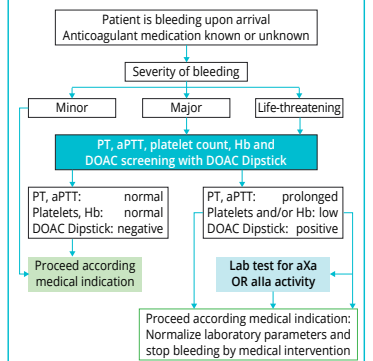 Patient is bleeding upon arrival
Anticoagulant medication known or unknown
Severity of bleeding
Minor
Major
Life-threatening
PT, aPTT, platelet count, Hb and
DOAC screening with DOAC Dipstick
PT, aPTT: normal
Platelets, Hb: normal
DOAC Dipstick: negative
PT, aPTT: prolonged
Platelets and/or Hb: low
DOAC Dipstick: positive
Proceed according
medical indication
Lab test for aXa
OR alla activity
Proceed according medical indication:
Normalize laboratory parameters and
stop bleeding by medical intervention